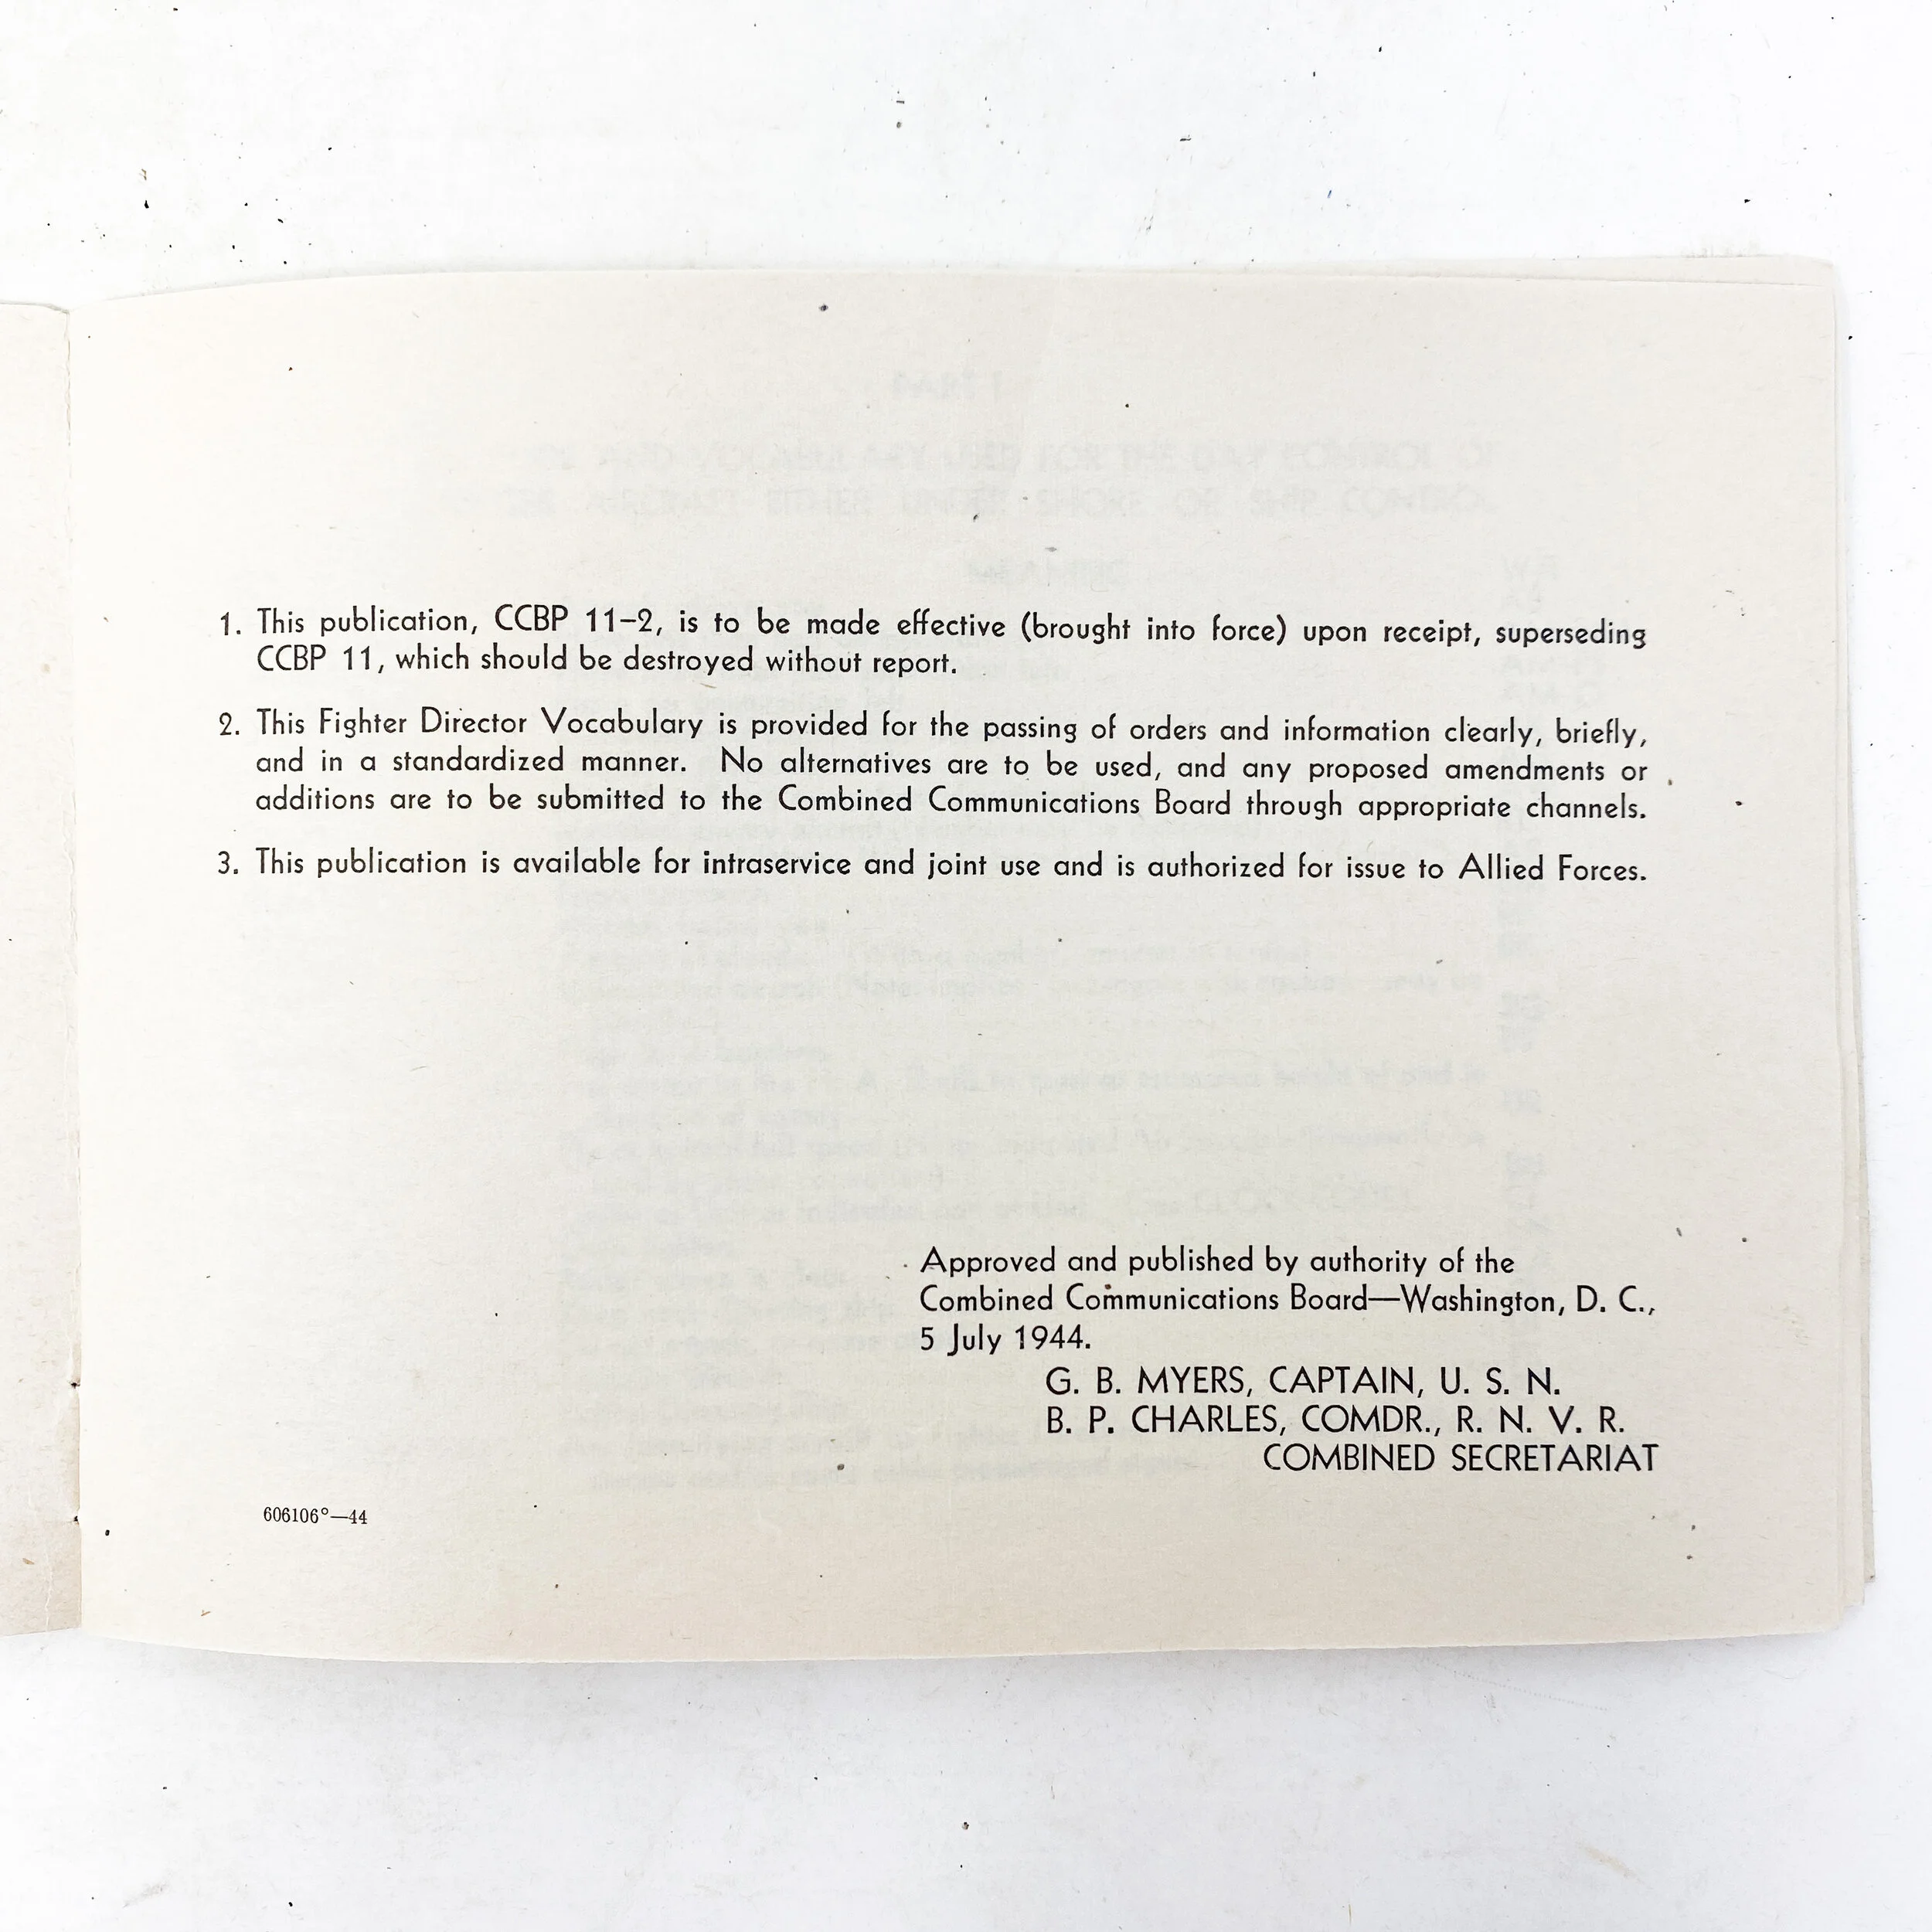 1. This publication, CCBP 11–2, is to be made effective (brought into force) upon receipt, superseding
CCBP 11, which should be destroyed without report.
2. This Fighter Director Vocabulary is provided for the passing of orders and information clearly, briefly,
and in a standardized manner. No alternatives are to be used, and any proposed amendments or
additions are to be submitted to the Combined Communications Board through appropriate channels.
3. This publication is available for intraservice and joint use and is authorized for issue to Allied Forces.
Approved and published by authority of the
Combined Communications Board—Washington, D. C.,
5 July 1944.
G. B. MYERS, CAPTAIN, U. S. N.
B. P. CHARLES, COMDR., R. N. V. R.
COMBINED SECRETARIAT
606106°—44